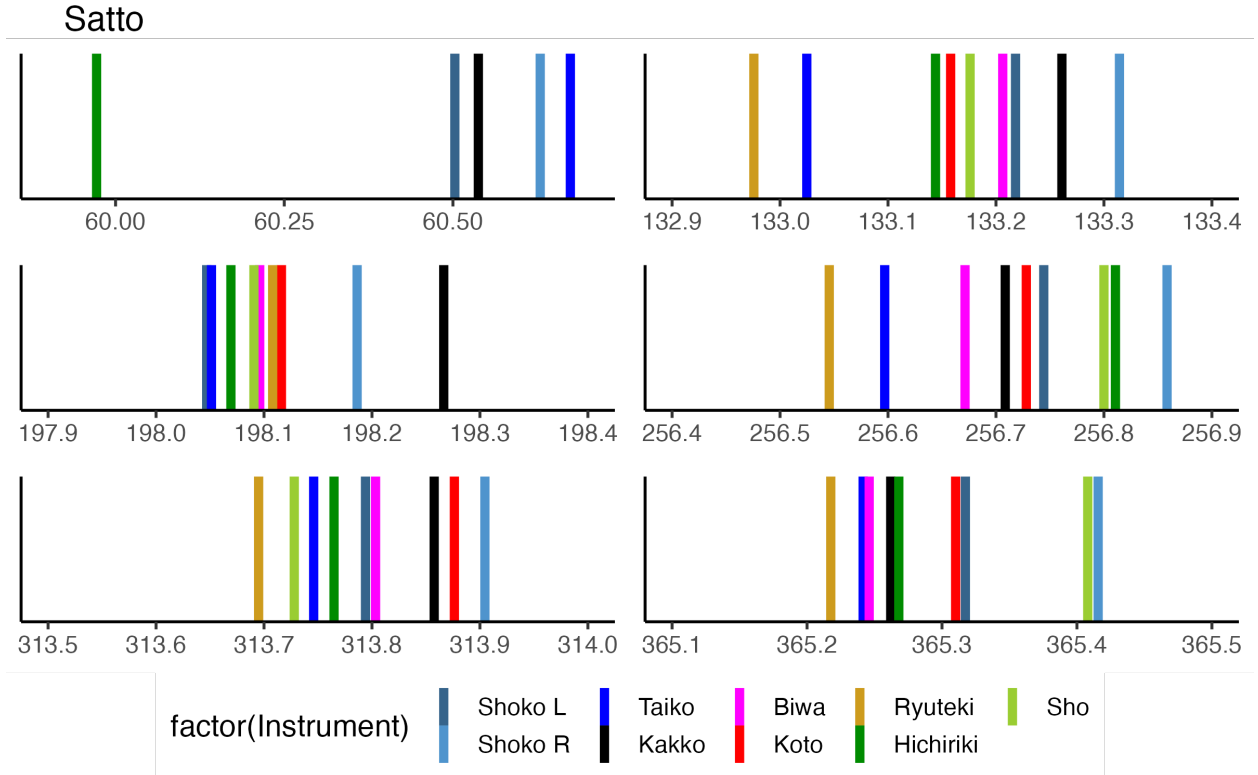 Satto
60.00 60.25 60.50
132.9 133.0 133.1 133.2 133.3 133.4
197.9 198.0 198.1 198.2 198.3 198.4
256.4 256.5 256.6 256.7 256.8 256.9
313.5 313.6 313.7 313.8 313.9 314.0
365.1 365.2 365.3 365.4 365.5
factor(Instrument)
Shoko L Taiko Biwa Ryuteki Sho
Shoko R Kakko Koto Hichiriki